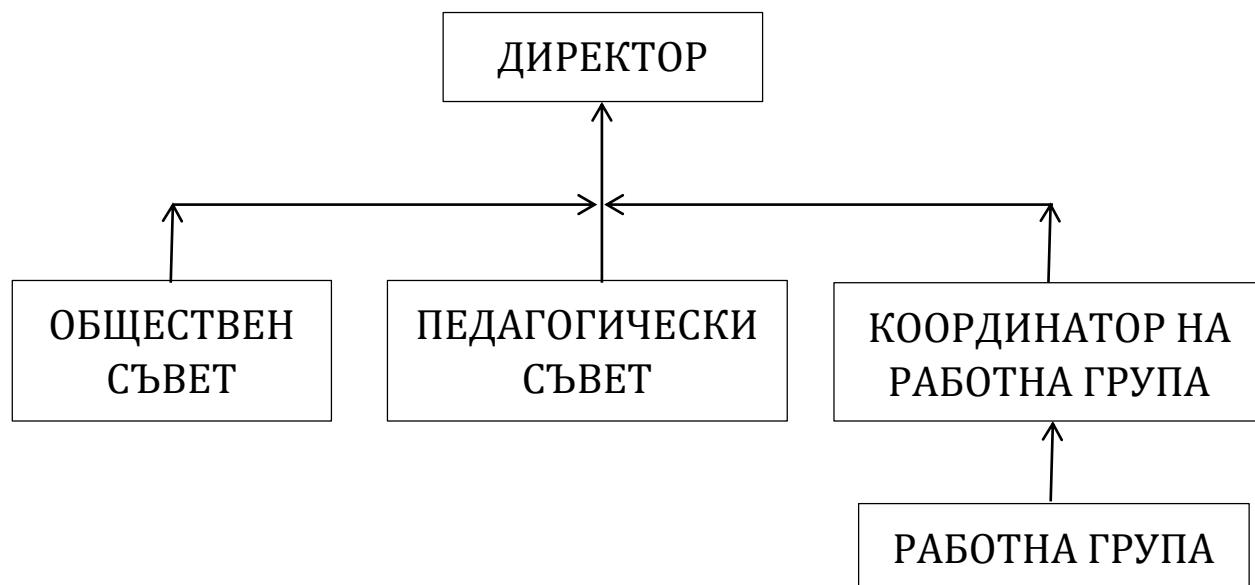 ДИРЕКТОР
ОБЩЕСТВЕН
СЪВЕТ
ПЕДАГОГИЧЕСКИ
СЪВЕТ
КООРДИНАТОР НА
РАБОТНА ГРУПА
РАБОТНА ГРУПА